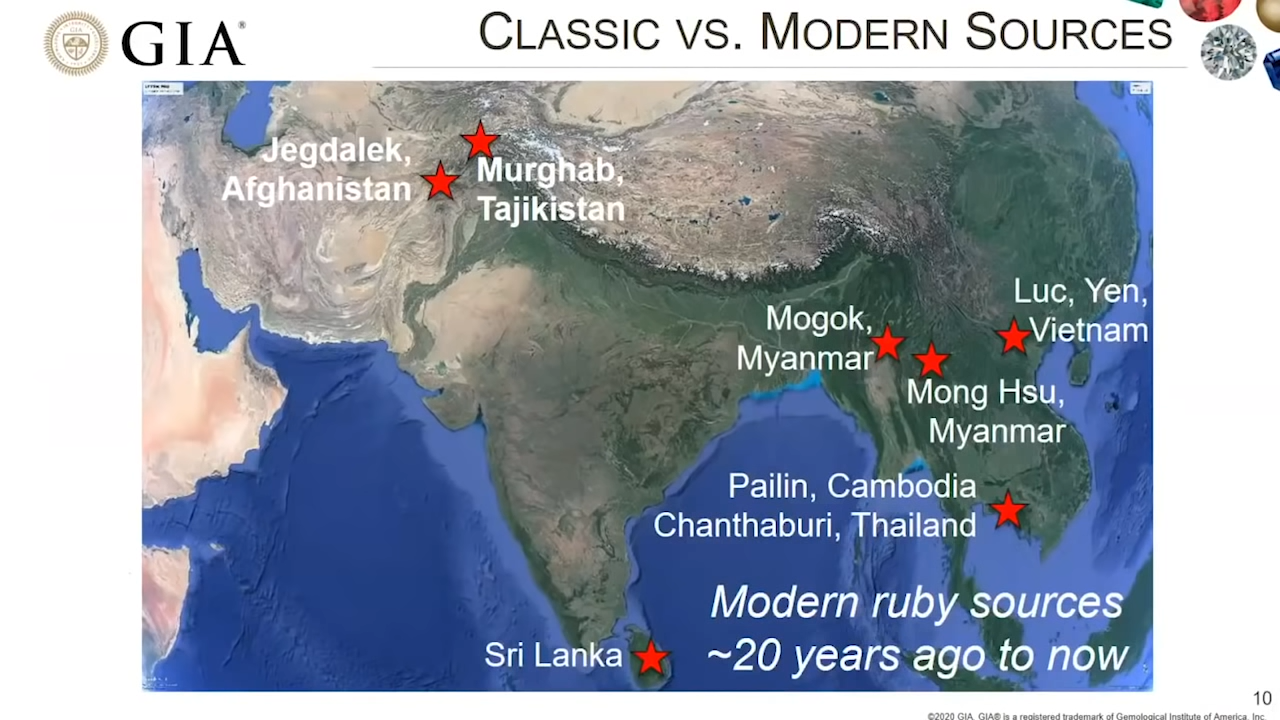 GIA®
CLASSIC VS. MODERN SOURCES
Jegdalek,
Afghanistan
Murghab,
Tajikistan
Luc, Yen,
Vietnam
Mogok,
Myanmar
Mong Hsu,
Myanmar
Pailin, Cambodia
Chanthaburi, Thailand
Modern ruby sources
~20 years ago to now
Sri Lanka
10
©2020 GIA. GIA® is a registered trademark of Gemological Institute of America, Inc.